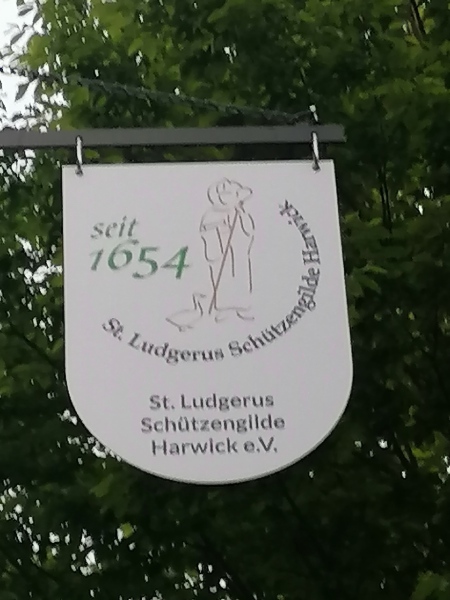 seit
1654
St. Ludgerus Schützengilde Harwick
St. Ludgerus
Schützengilde
Harwick e.V.